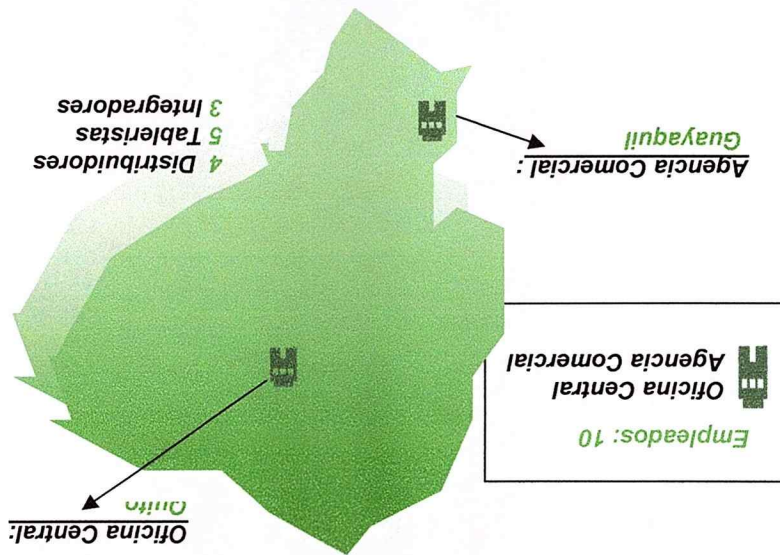 Oficina Central:
Quito
Empleados: 10
Oficina Central
Agencia Comercial
Agencia Comercial :
Guayaquil
4 Distribuidores
5 Tableristas
3 Integradores